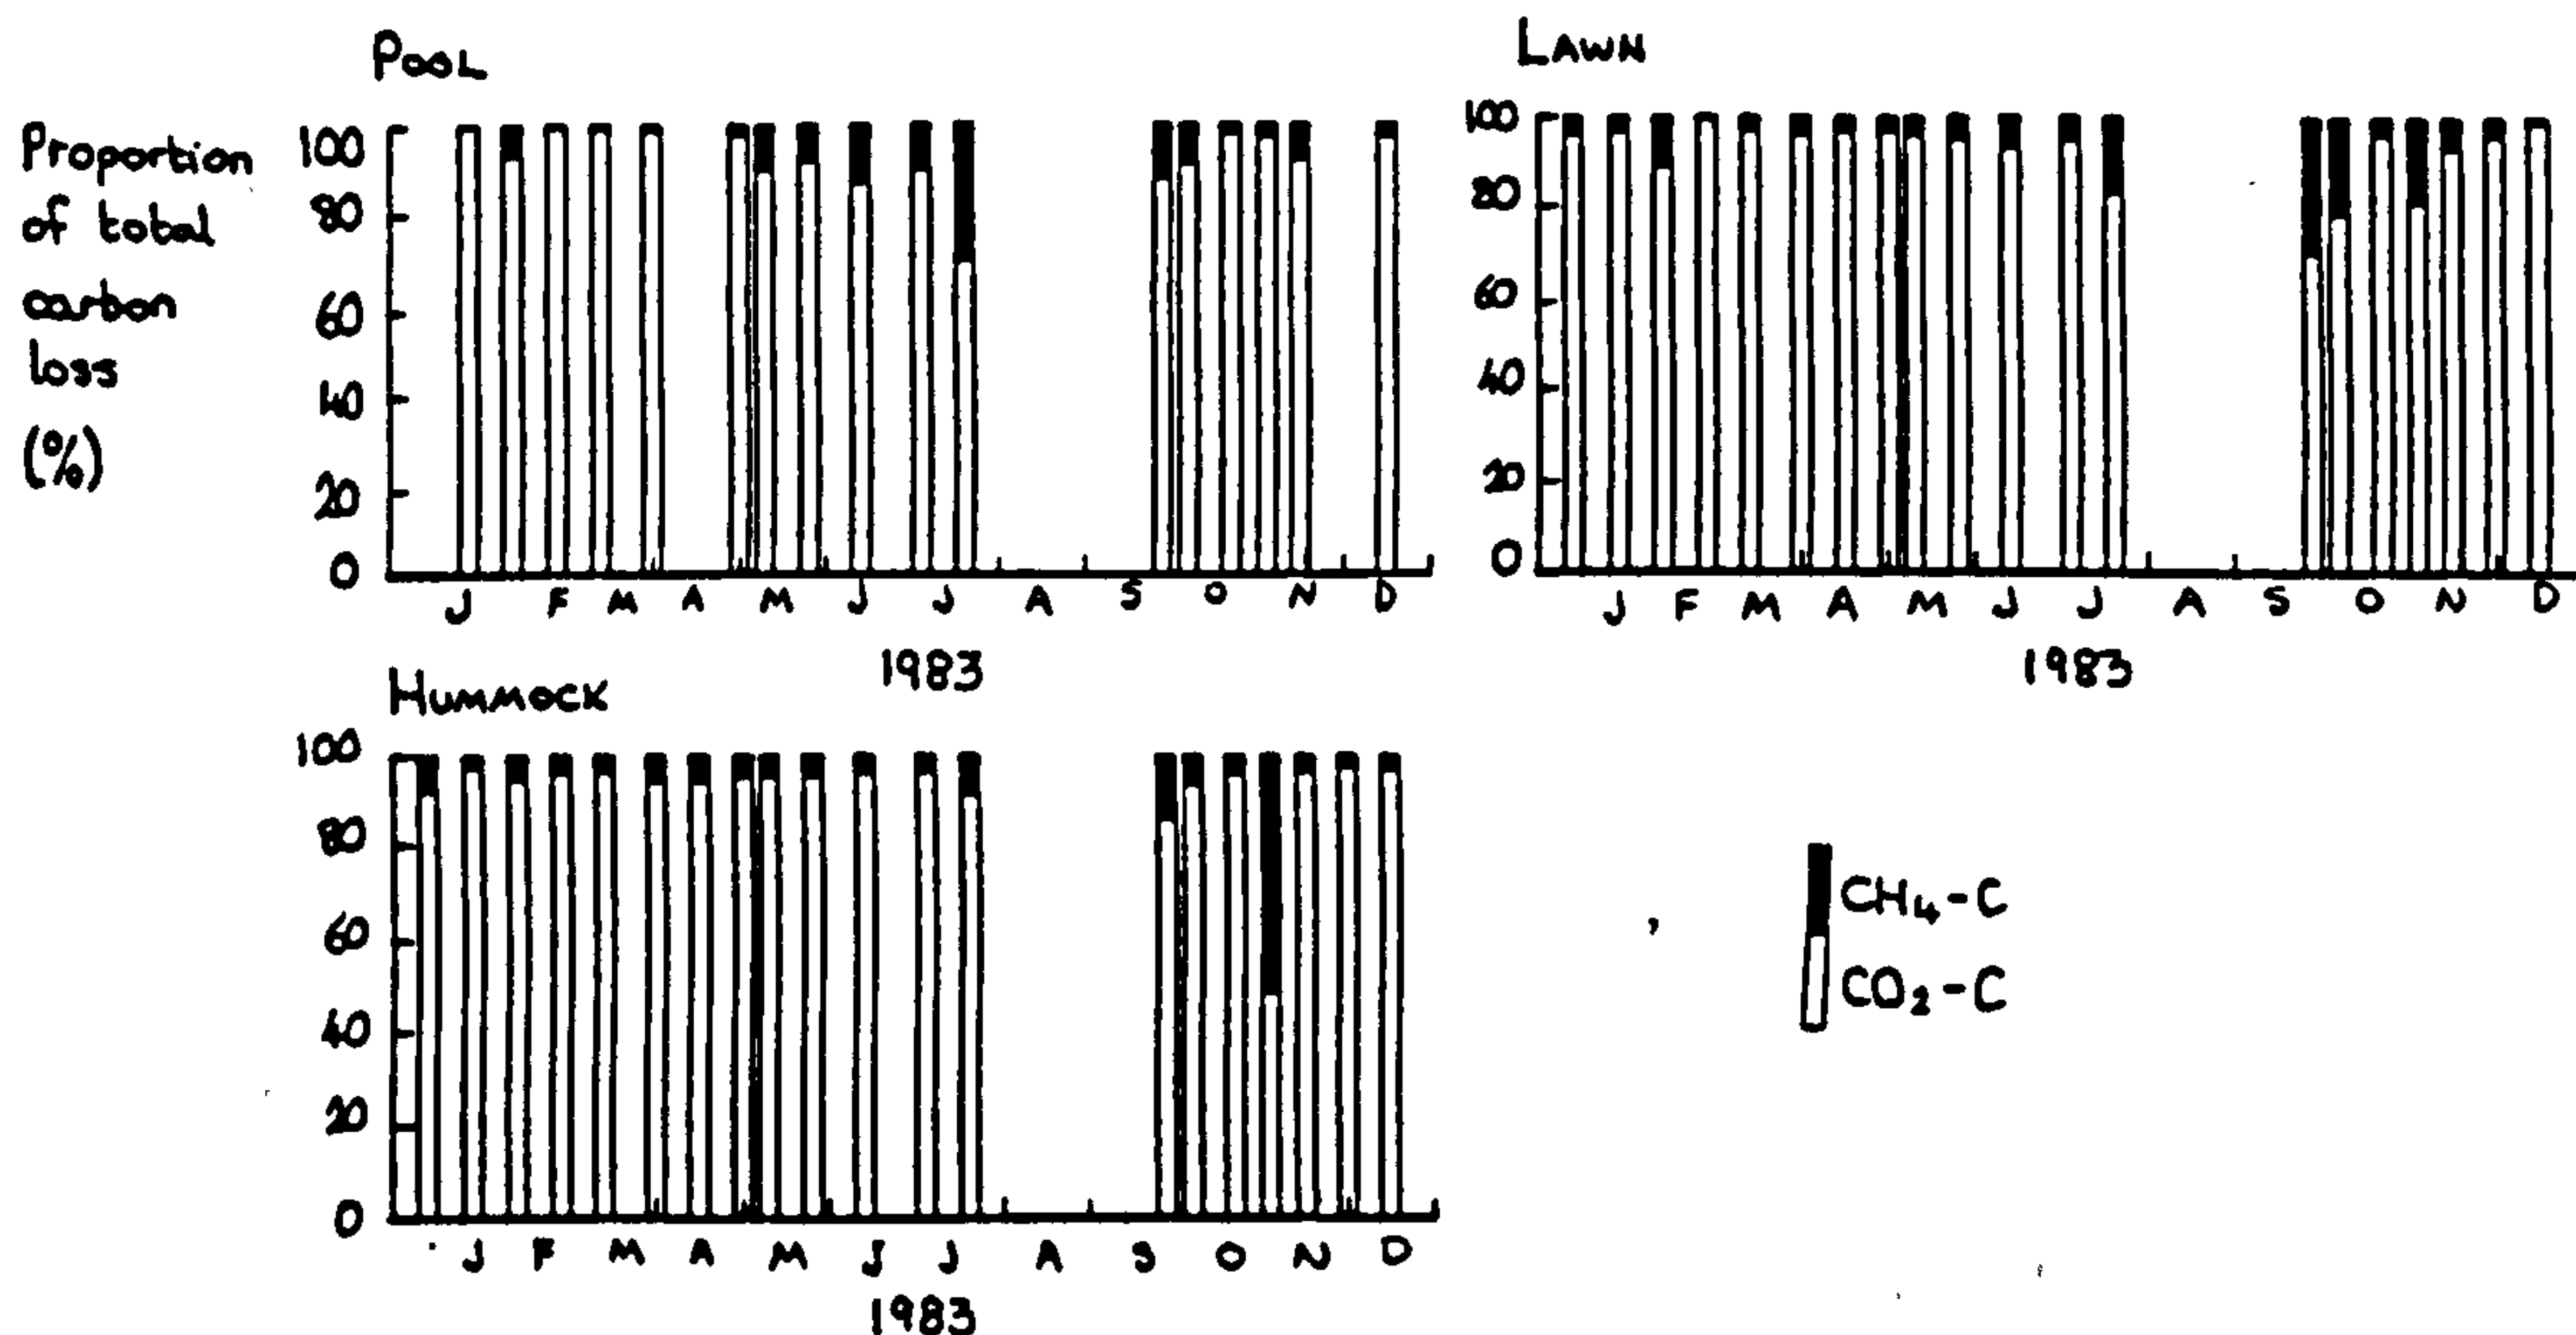 POOL
Proportion
of total
carbon
loss
(%)
100
80
60
40
20
0
J F M A M J J A S O N D
1983
LAWN
100
80
60
40
20
0
J F M A M J J A S O N D
1983
HUMMOCK
100
80
60
40
20
0
J F M A M J J A S O N D
1983
CH₄-C
CO₂-C